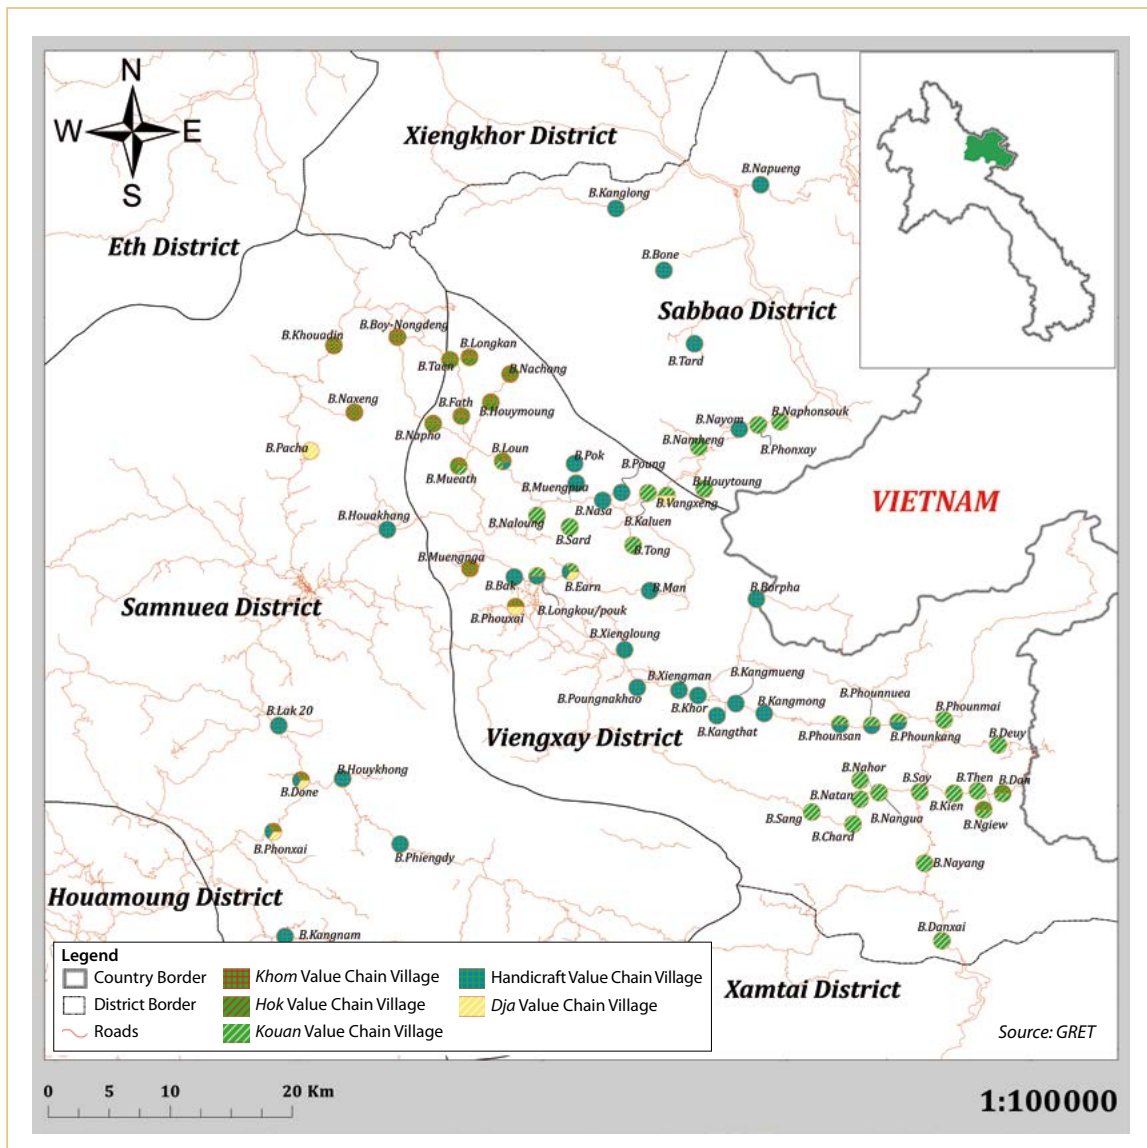 N
W E
S
Xiengkhor District
Eth District
B.Napueng
B.Kanglong
B.Bone
Sabbao District
B.Boy-Nongdeng
B.Khouadin
B.Longkan
B.Taen
B.Tard
B.Nachang
B.Naxeng
B.Fath
B.Houymoung
B.Napho
B.Nayom
B.Naphonsouk
B.Namheng
B.Phonxay
B.Pacha
B.Loun
B.Pok
B.Poung
B.Mueath
B.Muengpua
B.Houytoung
B.Vangxeng
B.Nasa
VIETNAM
B.Houakhang
B.Naloung
B.Kaluen
B.Sard
B.Tong
B.Muengnga
B.Bak
B.Earn
B.Man
B.Borpha
Samnuea District
B.Longkou/pouk
B.Phouxai
B.Xiengloung
B.Xiengman
B.Kangmueng
B.Poungnakhao
B.Khor
B.Kangmong
B.Phounnuea
B.Phounmai
B.Lak 20
B.Kangthat
B.Phounsan
B.Phounkang
B.Deuy
Viengxay District
B.Houykhong
B.Nahor
B.Soy
B.Then
B.Dan
B.Done
B.Natan
B.Kien
B.Sang
B.Nangua
B.Ngiew
B.Chard
B.Phonxai
B.Phiengdy
B.Nayang
Houamoung District
B.Kangnam
B.Danxai
Xamtai District
Legend
Country Border
District Border
Roads
Khom Value Chain Village
Hok Value Chain Village
Kouan Value Chain Village
Handicraft Value Chain Village
Dja Value Chain Village
Source: GRET
0 5 10 20 Km
1:100000